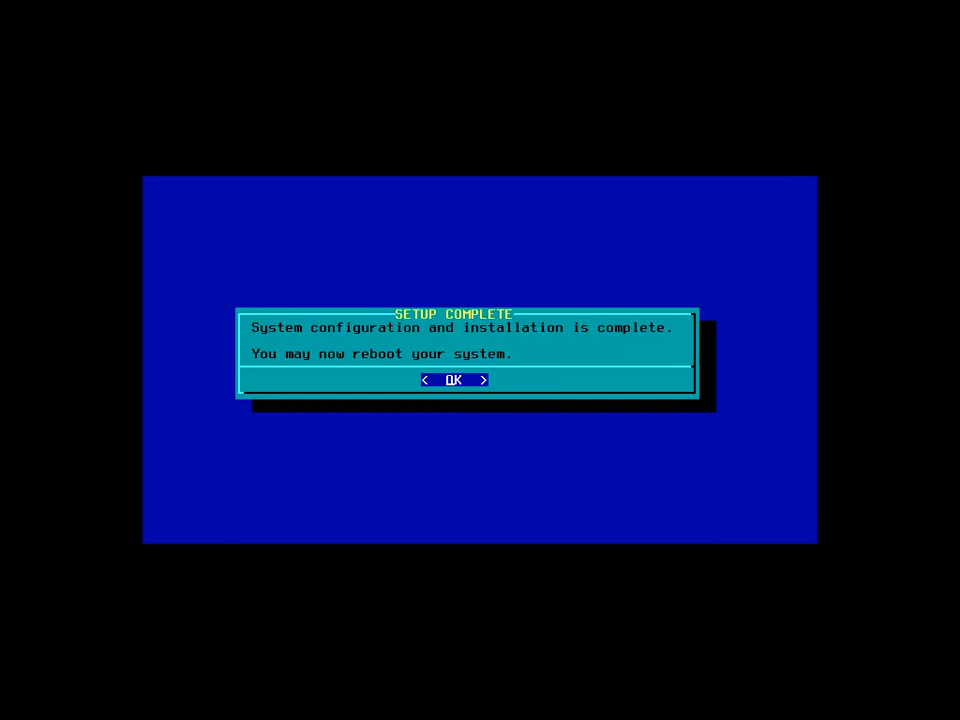 SETUP COMPLETE
System configuration and installation is complete.
You may now reboot your system.
< OK >